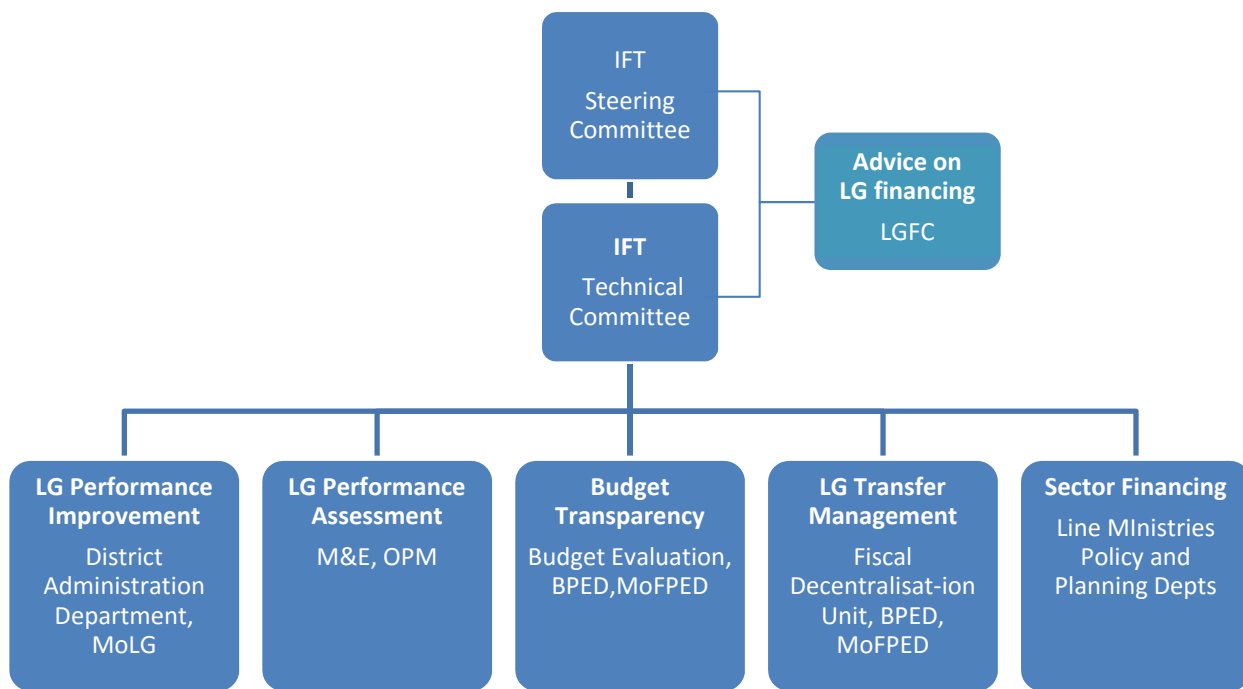 IFT
Steering
Committee
Advice on
LG financing
LGFC
IFT
Technical
Committee
LG Performance
Improvement
District
Administration
Department,
MoLG
LG Performance
Assessment
M&E, OPM
Budget
Transparency
Budget Evaluation,
BPED,MoFPED
LG Transfer
Management
Fiscal
Decentralisat-ion
Unit, BPED,
MoFPED
Sector Financing
Line MInistries
Policy and
Planning Depts